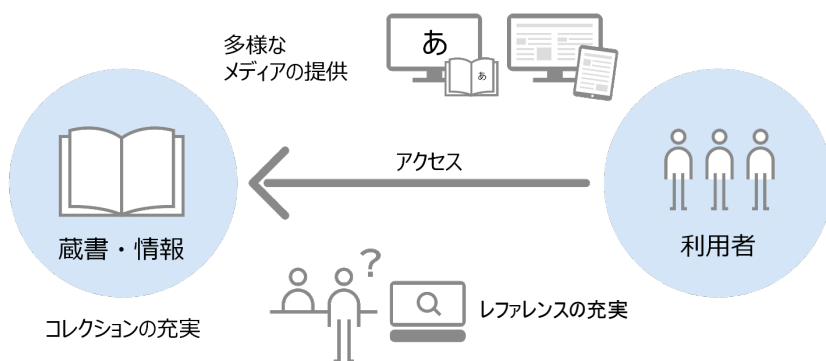 多様な
メディアの提供
あ
あ
アクセス
蔵書・情報
利用者
?
コレクションの充実
レファレンスの充実